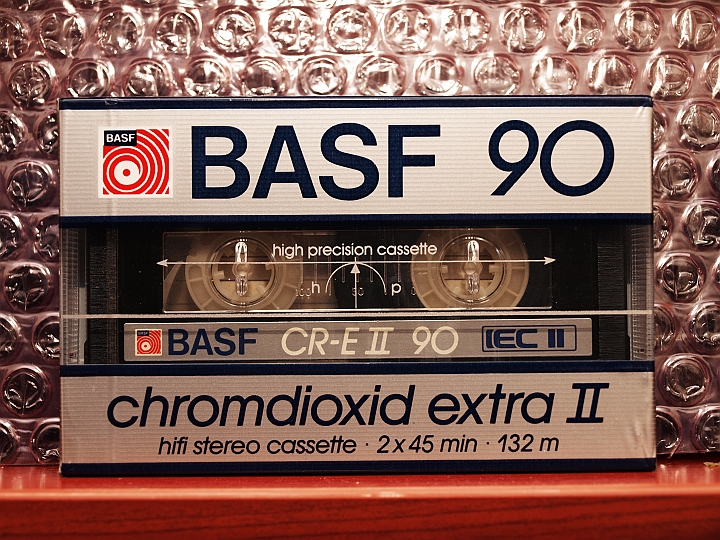 BASF BASF 90
high precision cassette
h p
BASF CR-E II 90 IEC II
chromdioxid extra II
hifi stereo cassette · 2 x 45 min · 132 m